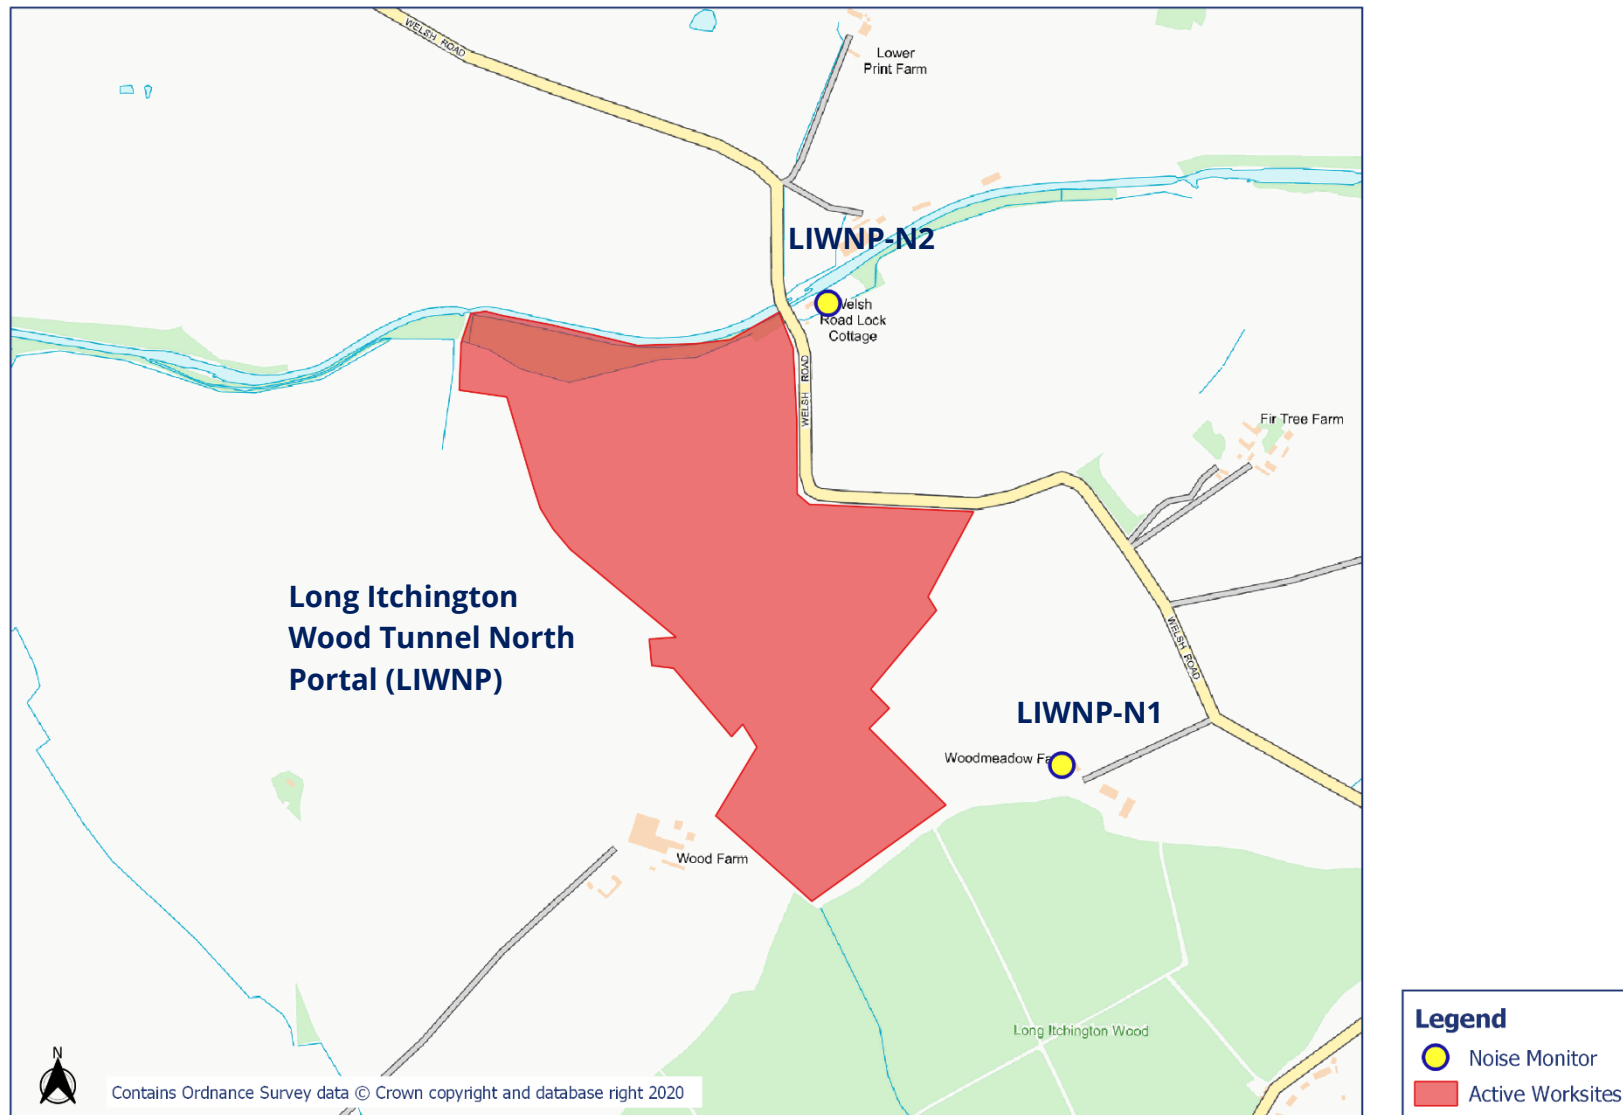 WELSH ROAD
Lower
Print Farm
LIWNP-N2
Welsh
Road Lock
Cottage
WELSH ROAD
Fir Tree Farm
Long Itchington
Wood Tunnel North
Portal (LIWNP)
WELSH ROAD
LIWNP-N1
Woodmeadow Fa
Wood Farm
Long Itchington Wood
N
Contains Ordnance Survey data © Crown copyright and database right 2020
Legend
Noise Monitor
Active Worksites